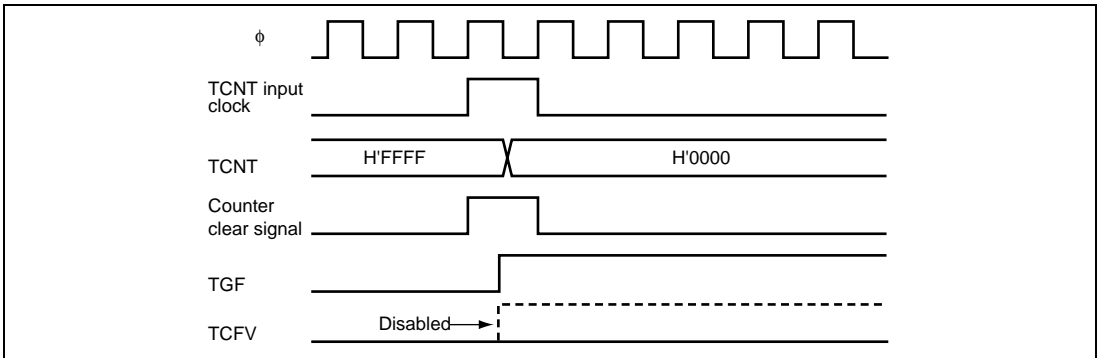 ϕ
TCNT input
clock
TCNT
H'FFFF
H'0000
Counter
clear signal
TGF
Disabled
TCFV